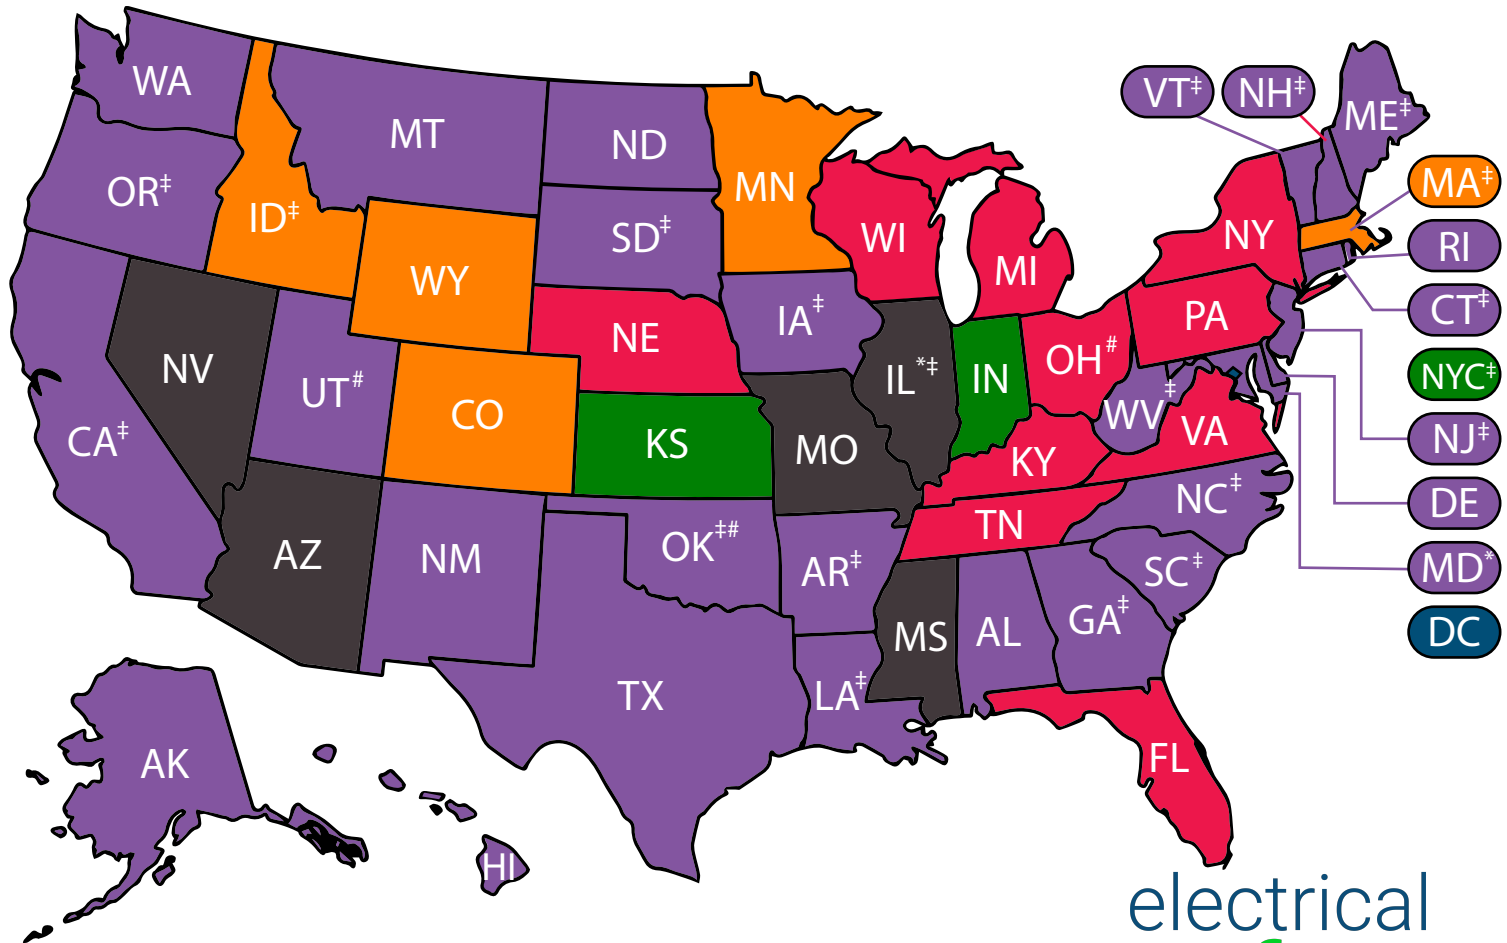 WA
MT
ND
MN
VT‡
NH‡
ME‡
OR‡
ID‡
SD‡
WI
MI
NY
MA‡
RI
WY
IA‡
PA
CT‡
NV
UT#
NE
IL*‡
IN
OH#
NYC‡
CA‡
CO
KS
MO
KY
WV‡
VA
NJ‡
AZ
NM
OK‡#
AR‡
TN
NC‡
DE
SC‡
MD*
MS
AL
GA‡
DC
TX
LA‡
AK
HI
FL
electrical